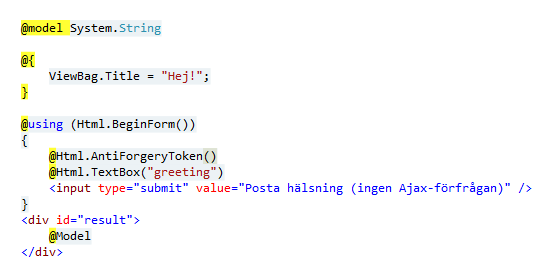 @model System.String
@{
ViewBag.Title = "Hej!";
}
@using (Html.BeginForm())
{
@Html.AntiForgeryToken()
@Html.TextBox("greeting")
<input type="submit" value="Posta hälsning (ingen Ajax-förfrågan)" />
}
<div id="result">
@Model
</div>